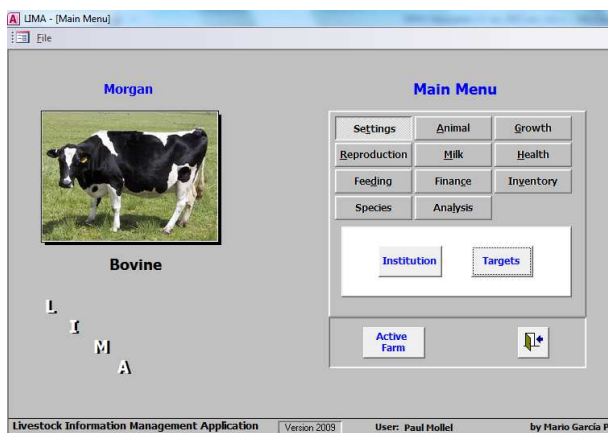 LIMA - [Main Menu]
File
Morgan
Main Menu
Settings Animal Growth
Reproduction Milk Health
Feeding Finance Inventory
Species Analysis
Bovine
Institution Targets
L
I
M
A
Active
Farm
Livestock Information Management Application Version 2009 User: Paul Mollel by Mario García P